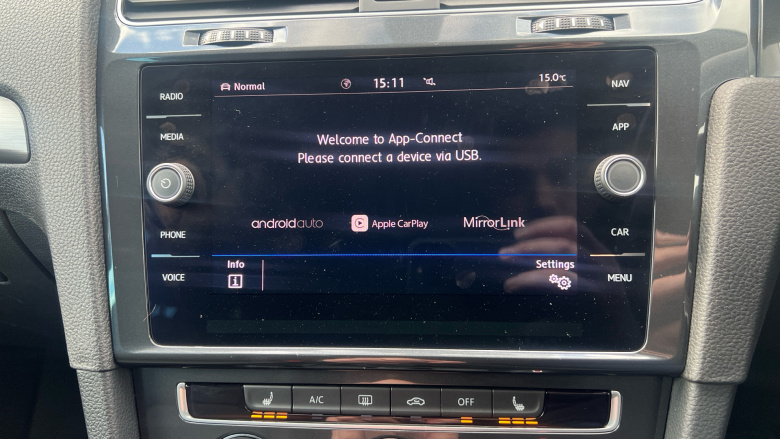 Normal
15:11
15.0°C
RADIO
NAV
MEDIA
APP
Welcome to App-Connect
Please connect a device via USB.
androidauto
Apple CarPlay
MirrorLink
PHONE
CAR
Info
Settings
VOICE
MENU
A/C
OFF